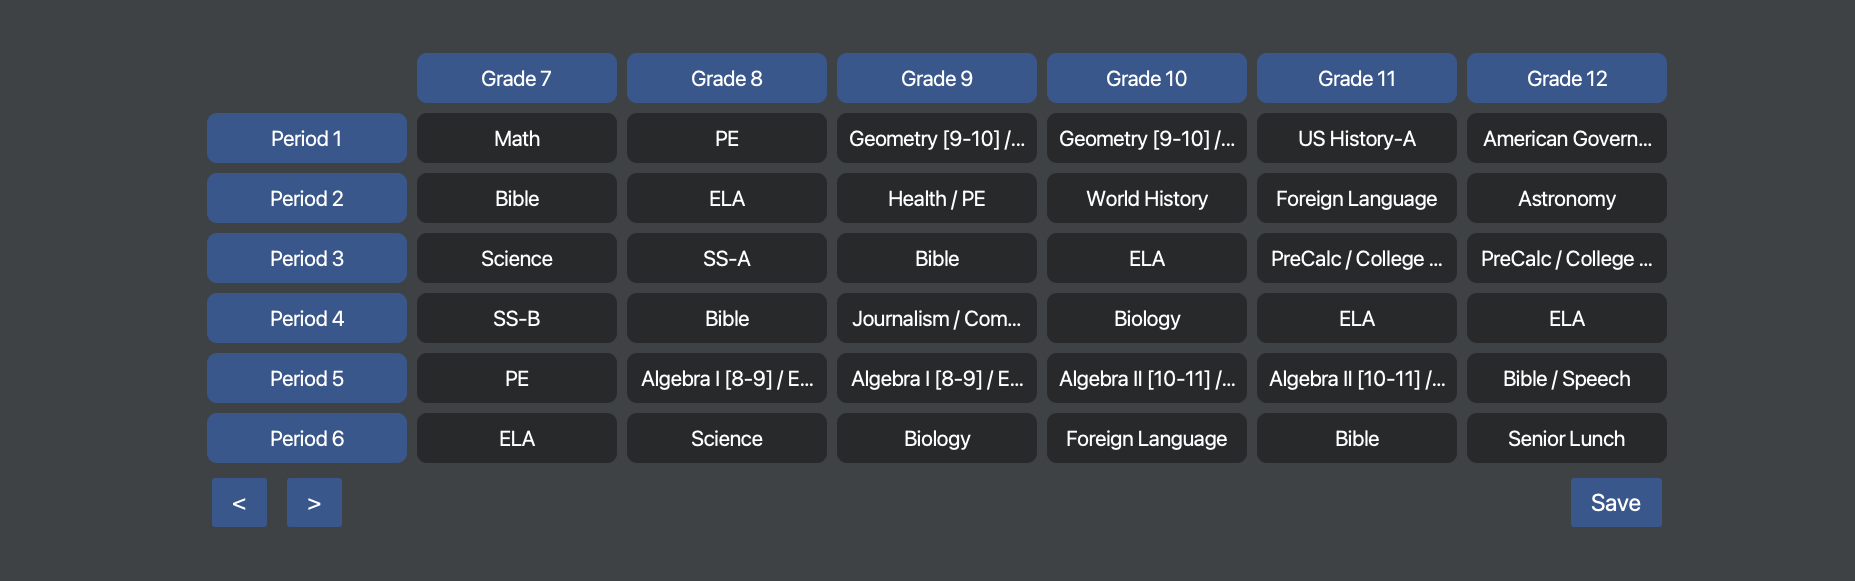 Grade 7 Grade 8 Grade 9 Grade 10 Grade 11 Grade 12
Period 1 Math PE Geometry [9-10] /... Geometry [9-10] /... US History-A American Govern...
Period 2 Bible ELA Health / PE World History Foreign Language Astronomy
Period 3 Science SS-A Bible ELA PreCalc / College ... PreCalc / College ...
Period 4 SS-B Bible Journalism / Com... Biology ELA ELA
Period 5 PE Algebra I [8-9] / E... Algebra I [8-9] / E... Algebra II [10-11] /... Algebra II [10-11] /... Bible / Speech
Period 6 ELA Science Biology Foreign Language Bible Senior Lunch
< > Save